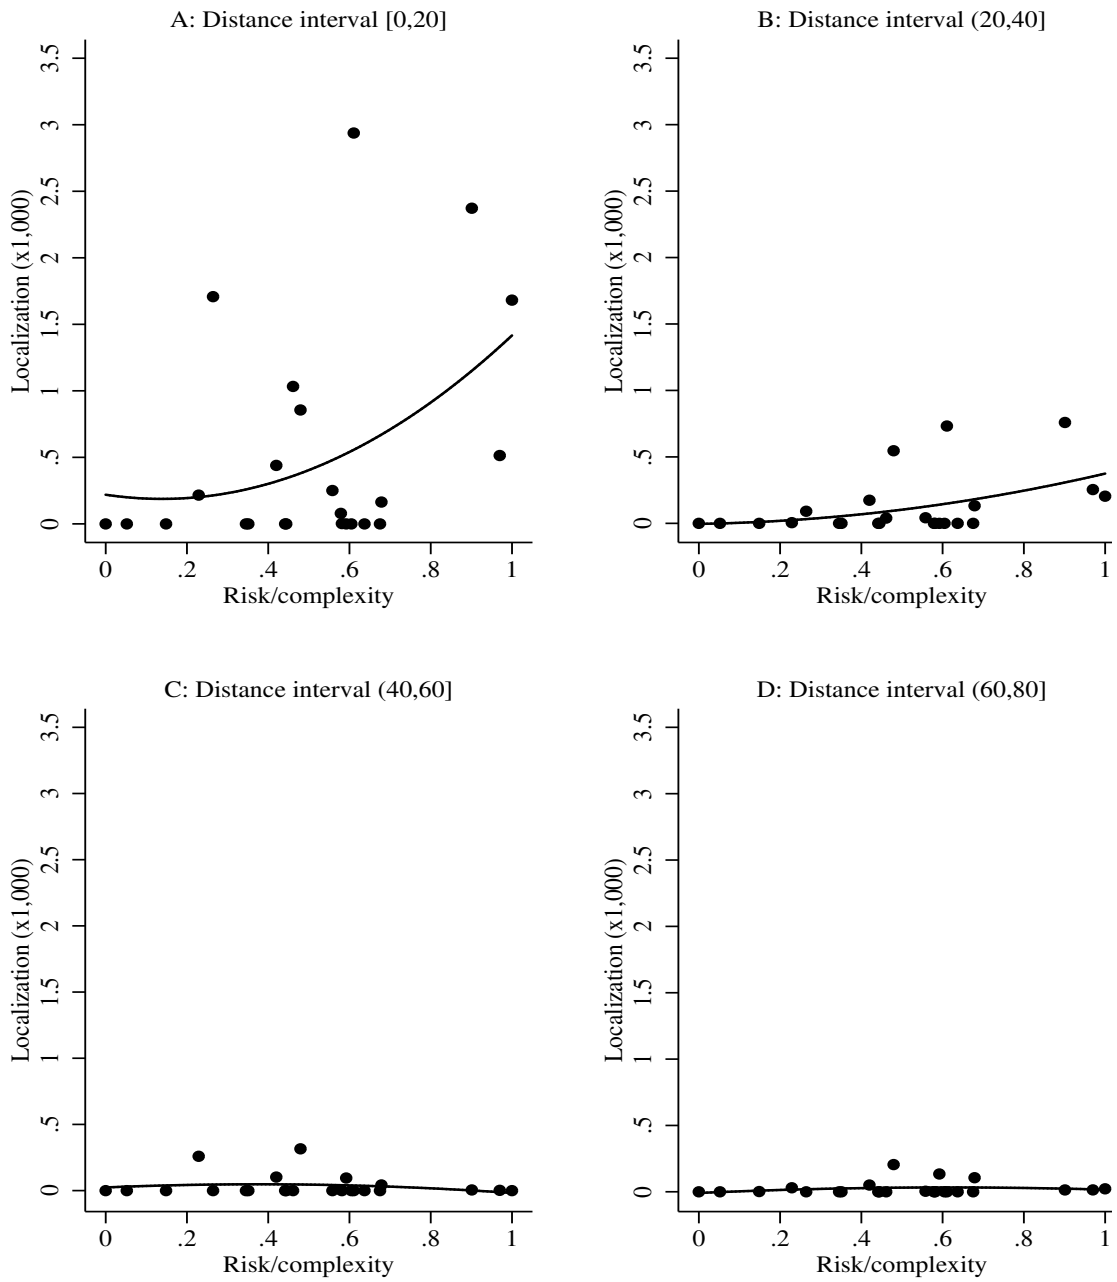 A: Distance interval [0,20]
Localization (x1,000)
0 .5 1 1.5 2 2.5 3 3.5
0 .2 .4 .6 .8 1
Risk/complexity
B: Distance interval (20,40]
Localization (x1,000)
0 .5 1 1.5 2 2.5 3 3.5
0 .2 .4 .6 .8 1
Risk/complexity
C: Distance interval (40,60]
Localization (x1,000)
0 .5 1 1.5 2 2.5 3 3.5
0 .2 .4 .6 .8 1
Risk/complexity
D: Distance interval (60,80]
Localization (x1,000)
0 .5 1 1.5 2 2.5 3 3.5
0 .2 .4 .6 .8 1
Risk/complexity